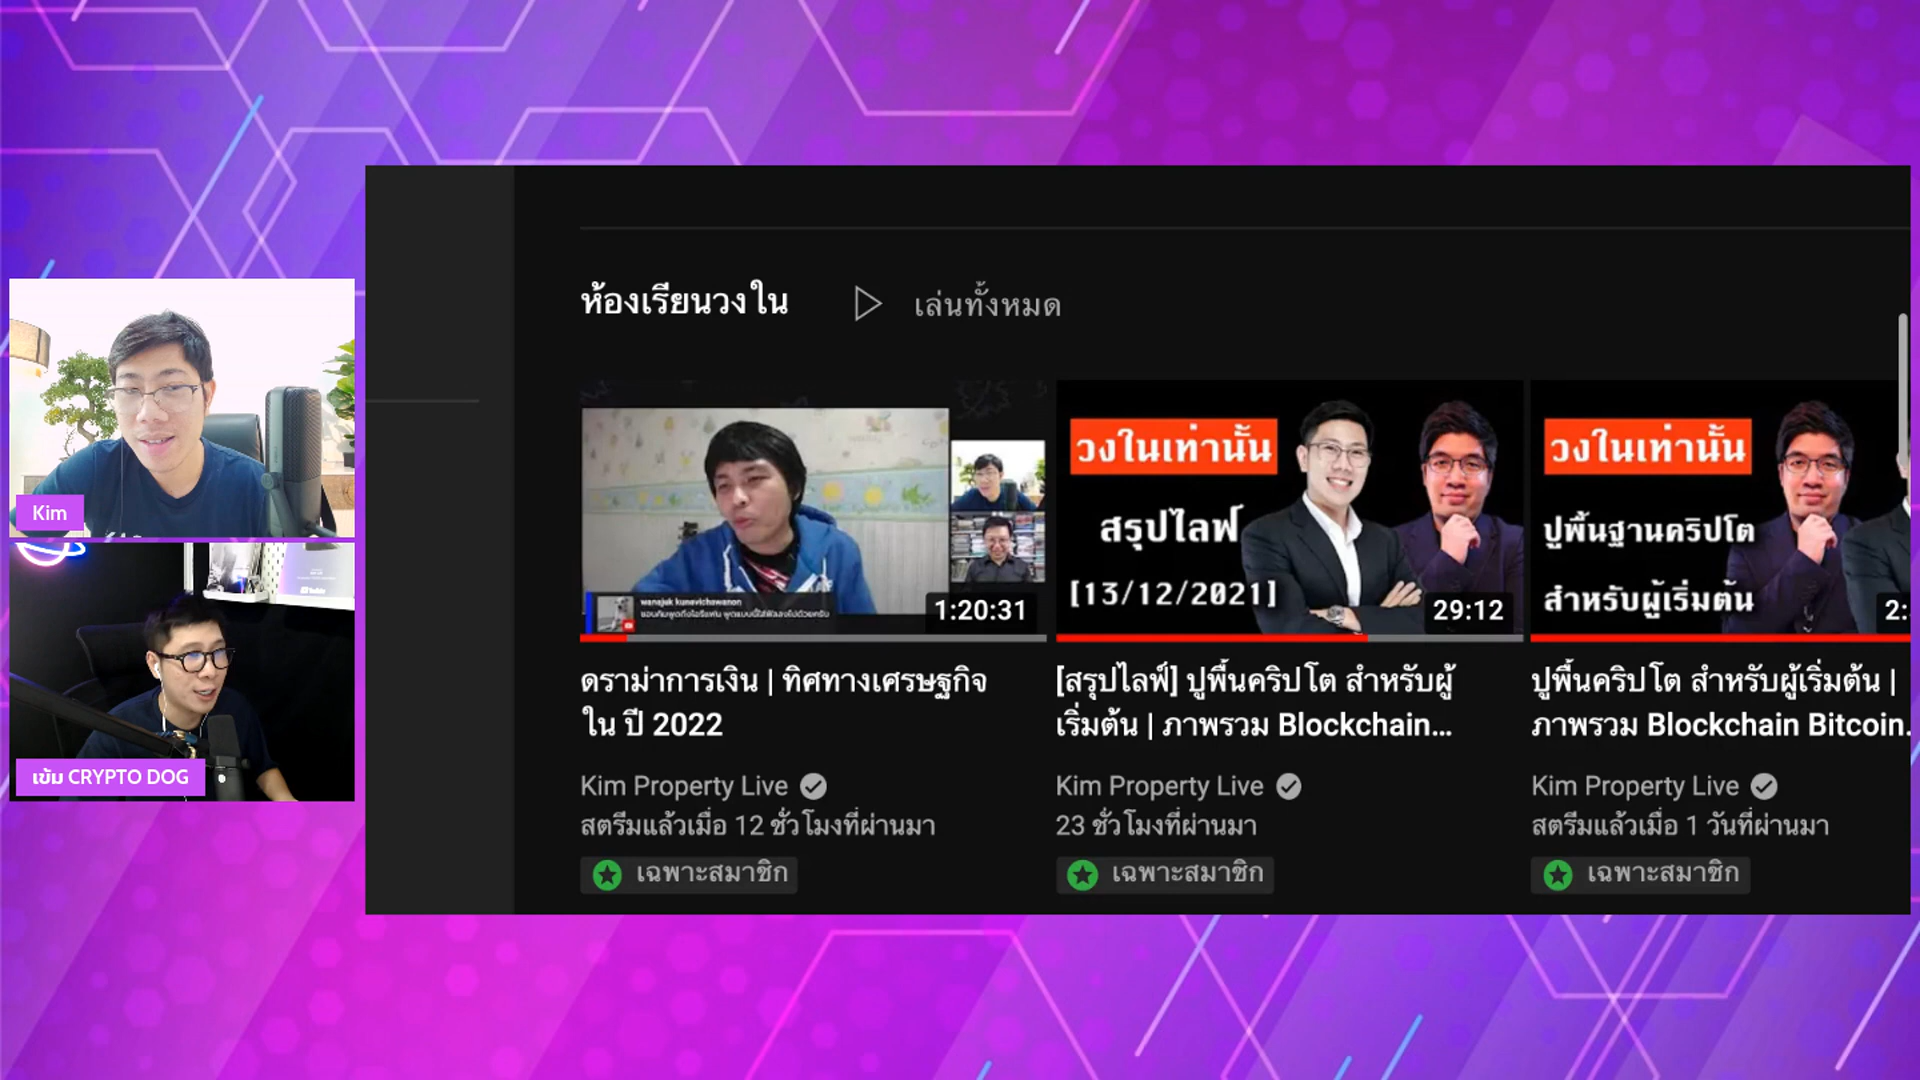 ห้องเรียนวงใน
เล่นทั้งหมด
Kim
เข้ม CRYPTO DOG
wanajek kunavichawanon
1:20:31
ดราม่าการเงิน | ทิศทางเศรษฐกิจ
ใน ปี 2022
Kim Property Live
สตรีมแล้วเมื่อ 12 ชั่วโมงที่ผ่านมา
เฉพาะสมาชิก
วงในเท่านั้น
สรุปไลฟ์
[13/12/2021]
29:12
[สรุปไลฟ์] ปูพื้นคริปโต สำหรับผู้
เริ่มต้น | ภาพรวม Blockchain...
Kim Property Live
23 ชั่วโมงที่ผ่านมา
เฉพาะสมาชิก
วงในเท่านั้น
ปูพื้นฐานคริปโต
สำหรับผู้เริ่มต้น
2:
ปูพื้นคริปโต สำหรับผู้เริ่มต้น |
ภาพรวม Blockchain Bitcoin.
Kim Property Live
สตรีมแล้วเมื่อ 1 วันที่ผ่านมา
เฉพาะสมาชิก